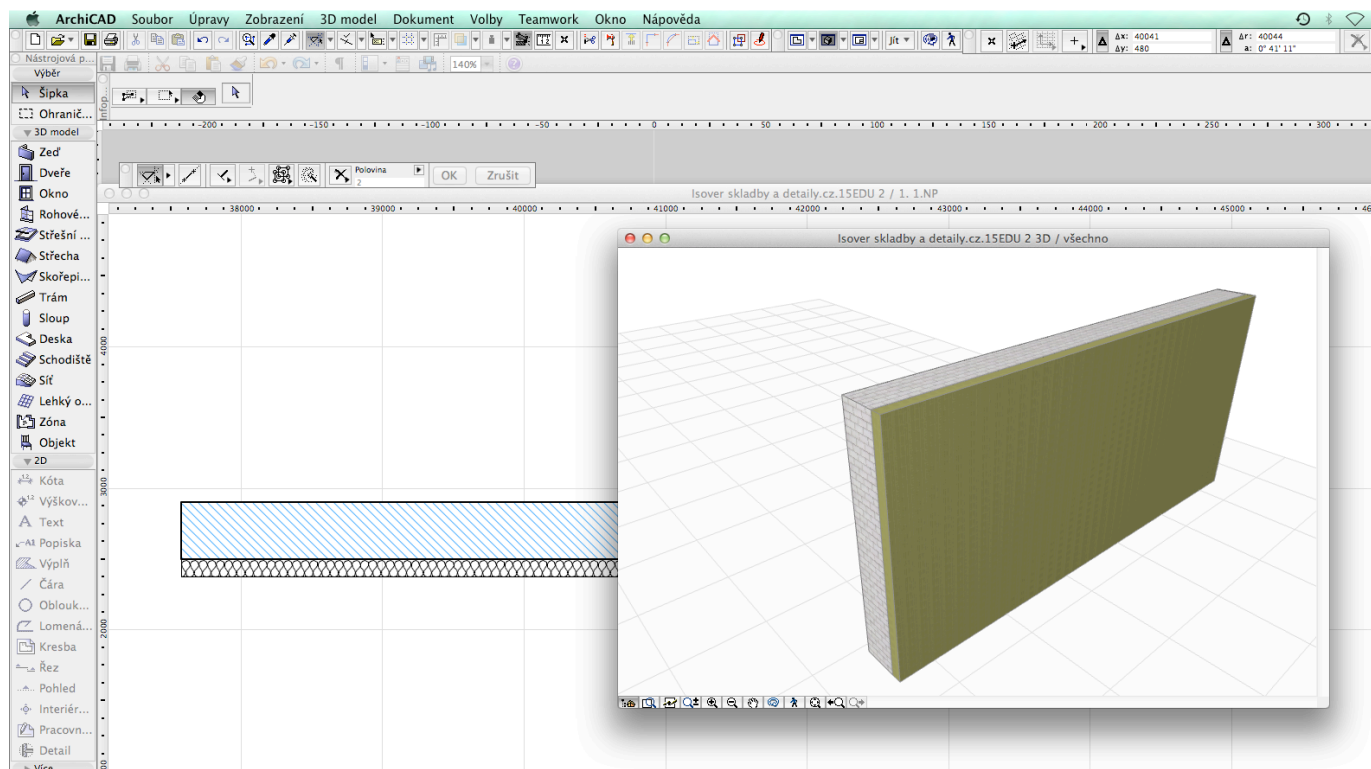 ArchiCAD Soubor Úpravy Zobrazení 3D model Dokument Volby Teamwork Okno Nápověda
Jít
Δx: 40041
Δy: 480
Δr: 40044
a: 0° 41' 11"
Nástrojová p...
140%
Výběr
Šipka
Ohranič...
Infop...
3D model
-200 -150 -100 -50 0 50 100 150 200 250 300
Zeď
Dveře
Polovina
2
OK
Zrušit
Okno
Isover skladby a detaily.cz.15EDU 2 / 1. 1.NP
Rohové...
38000 39000 40000 41000 42000 43000 44000 45000 46
Střešní ...
Isover skladby a detaily.cz.15EDU 2 3D / všechno
Střecha
Skořepi...
Trám
Sloup
Deska
4000
Schodiště
Síť
Lehký o...
Zóna
Objekt
2D
Kóta
3000
Výškov...
Text
Popiska
Výplň
Čára
Oblouk...
Lomená...
2000
Kresba
Řez
Pohled
Interiér...
Pracovn...
Detail
Více